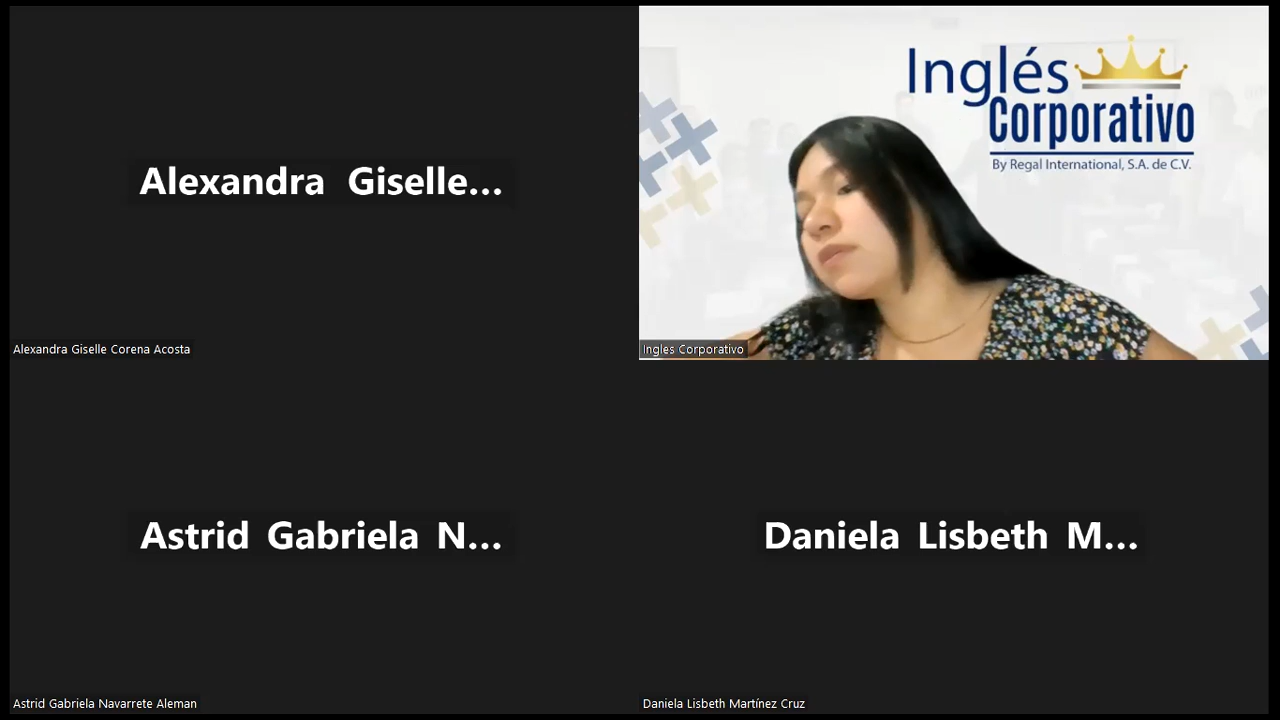 Alexandra Giselle...
Alexandra Giselle Corena Acosta
Inglés
Corporativo
By Regal International, S.A. de C.V.
Ingles Corporativo
Astrid Gabriela N...
Astrid Gabriela Navarrete Aleman
Daniela Lisbeth M...
Daniela Lisbeth Martínez Cruz